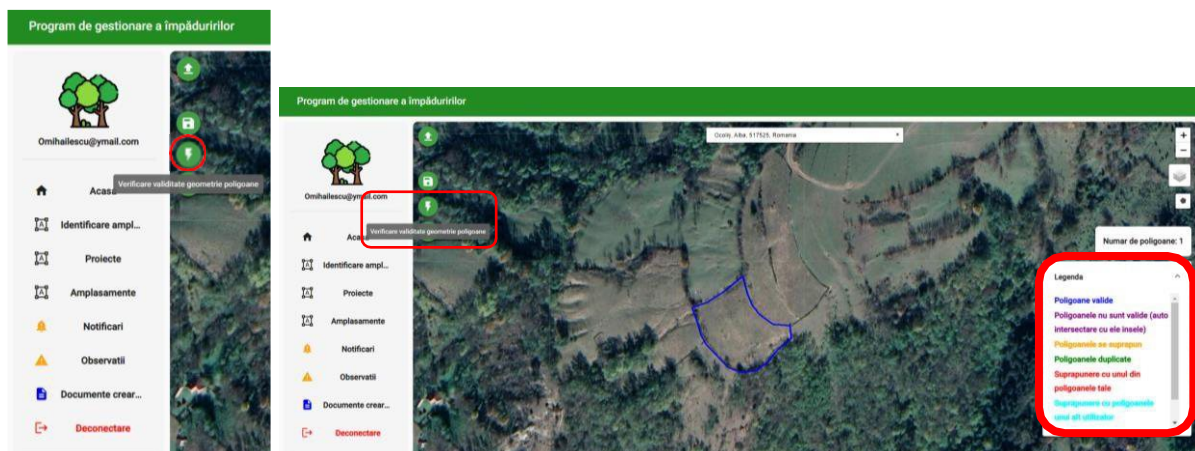 Program de gestionare a împăduririlor
Omihailescu@ymail.com
Verificare validitate geometrie poligoane
Acasa
Identificare ampl...
Proiecte
Amplasamente
Notificari
Observatii
Documente crear...
Deconectare
Program de gestionare a împăduririlor
Ocoliș, Alba, 517525, Romania
+
−
Omihailescu@ymail.com
Verificare validitate geometrie poligoane
Acasa
Numar de poligoane: 1
Identificare ampl...
Proiecte
Amplasamente
Notificari
Observatii
Documente crear...
Deconectare
Legenda
Poligoane valide
Poligoanele nu sunt valide (auto
intersectare cu ele insele)
Poligoanele se suprapun
Poligoanele duplicate
Suprapunere cu unul din
poligoanele tale
Suprapunere cu poligoanele
unui alt utilizator